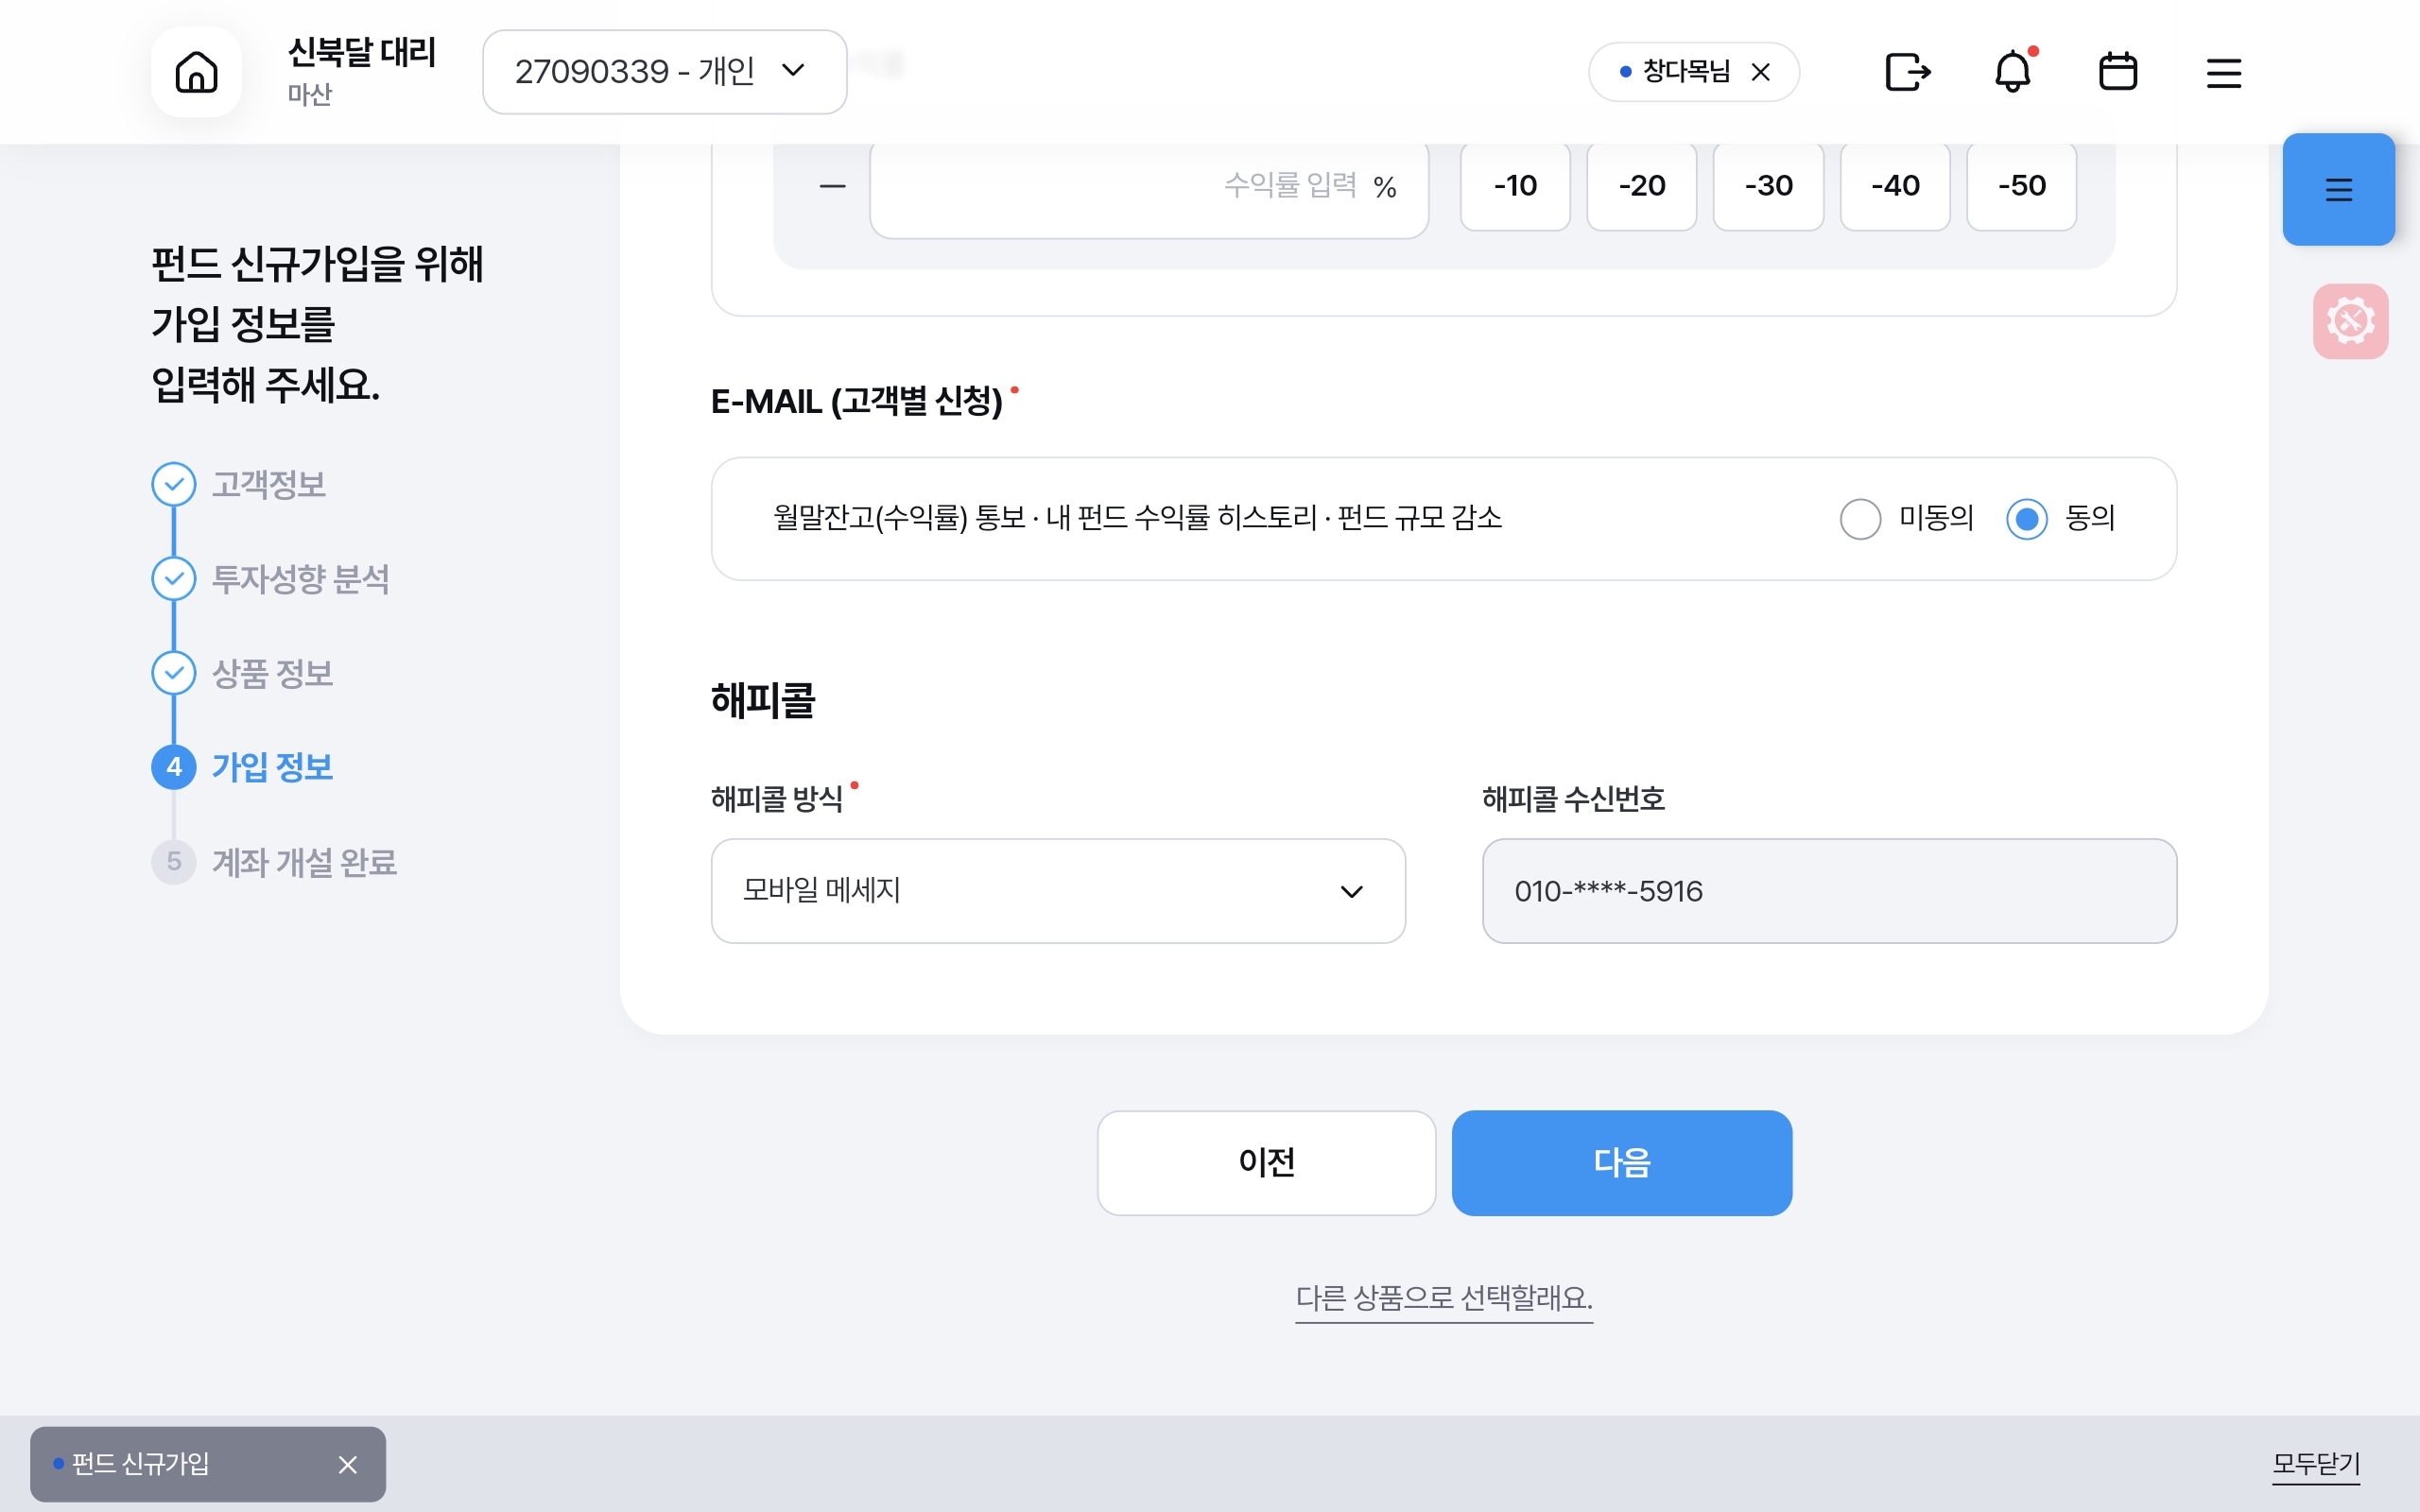 신북달 대리
마산
27090339 - 개인
창다목님
수익률 입력 %
-10 -20 -30 -40 -50
펀드 신규가입을 위해
가입 정보를
입력해 주세요.
고객정보
투자성향 분석
상품 정보
4 가입 정보
5 계좌 개설 완료
E-MAIL (고객별 신청)
월말잔고(수익률) 통보 · 내 펀드 수익률 히스토리 · 펀드 규모 감소
미동의 동의
해피콜
해피콜 방식
모바일 메세지
해피콜 수신번호
010-****-5916
이전
다음
다른 상품으로 선택할래요.
펀드 신규가입
모두닫기